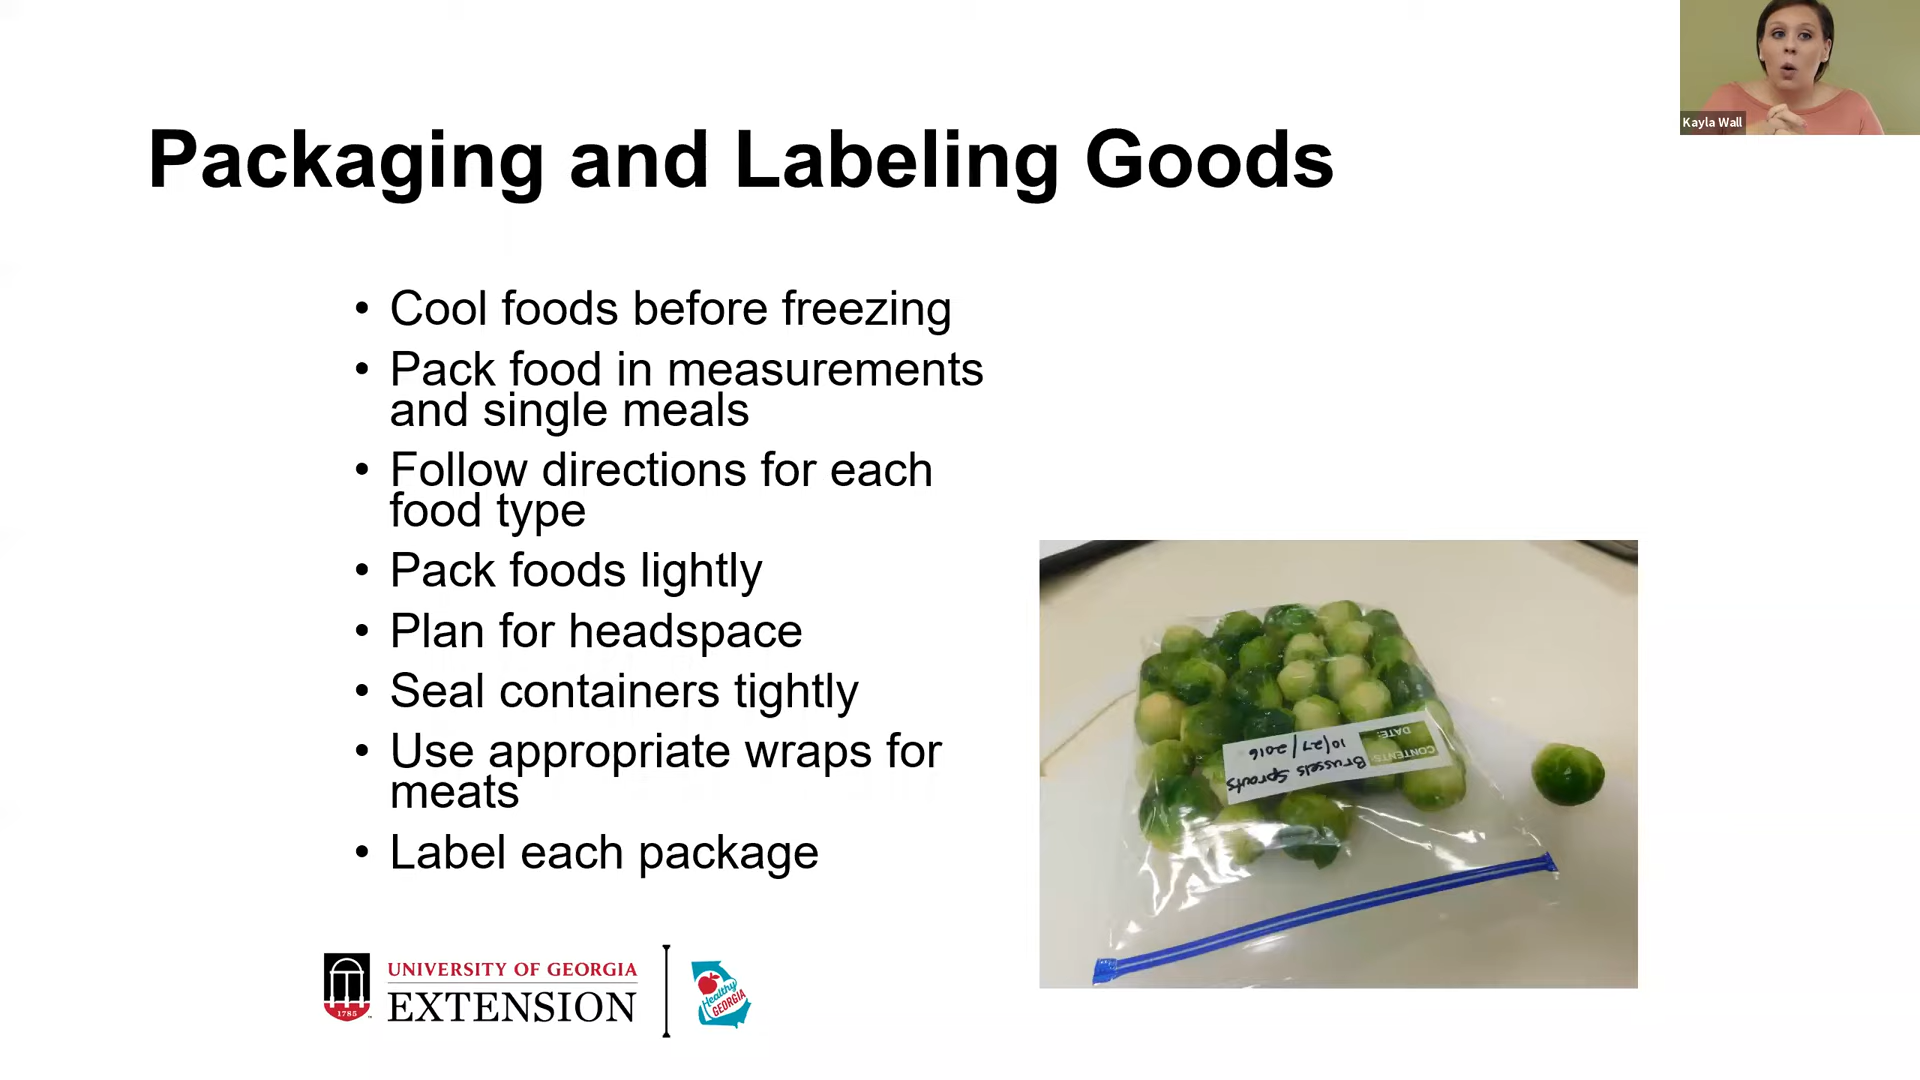 Kayla Wall
Packaging and Labeling Goods
• Cool foods before freezing
• Pack food in measurements
and single meals
• Follow directions for each
food type
• Pack foods lightly
• Plan for headspace
• Seal containers tightly
• Use appropriate wraps for
meats
• Label each package
CONTENTS: Brussels Sprouts
DATE: 10/27/2016
UNIVERSITY OF GEORGIA
EXTENSION
1785
Healthy
GEORGIA